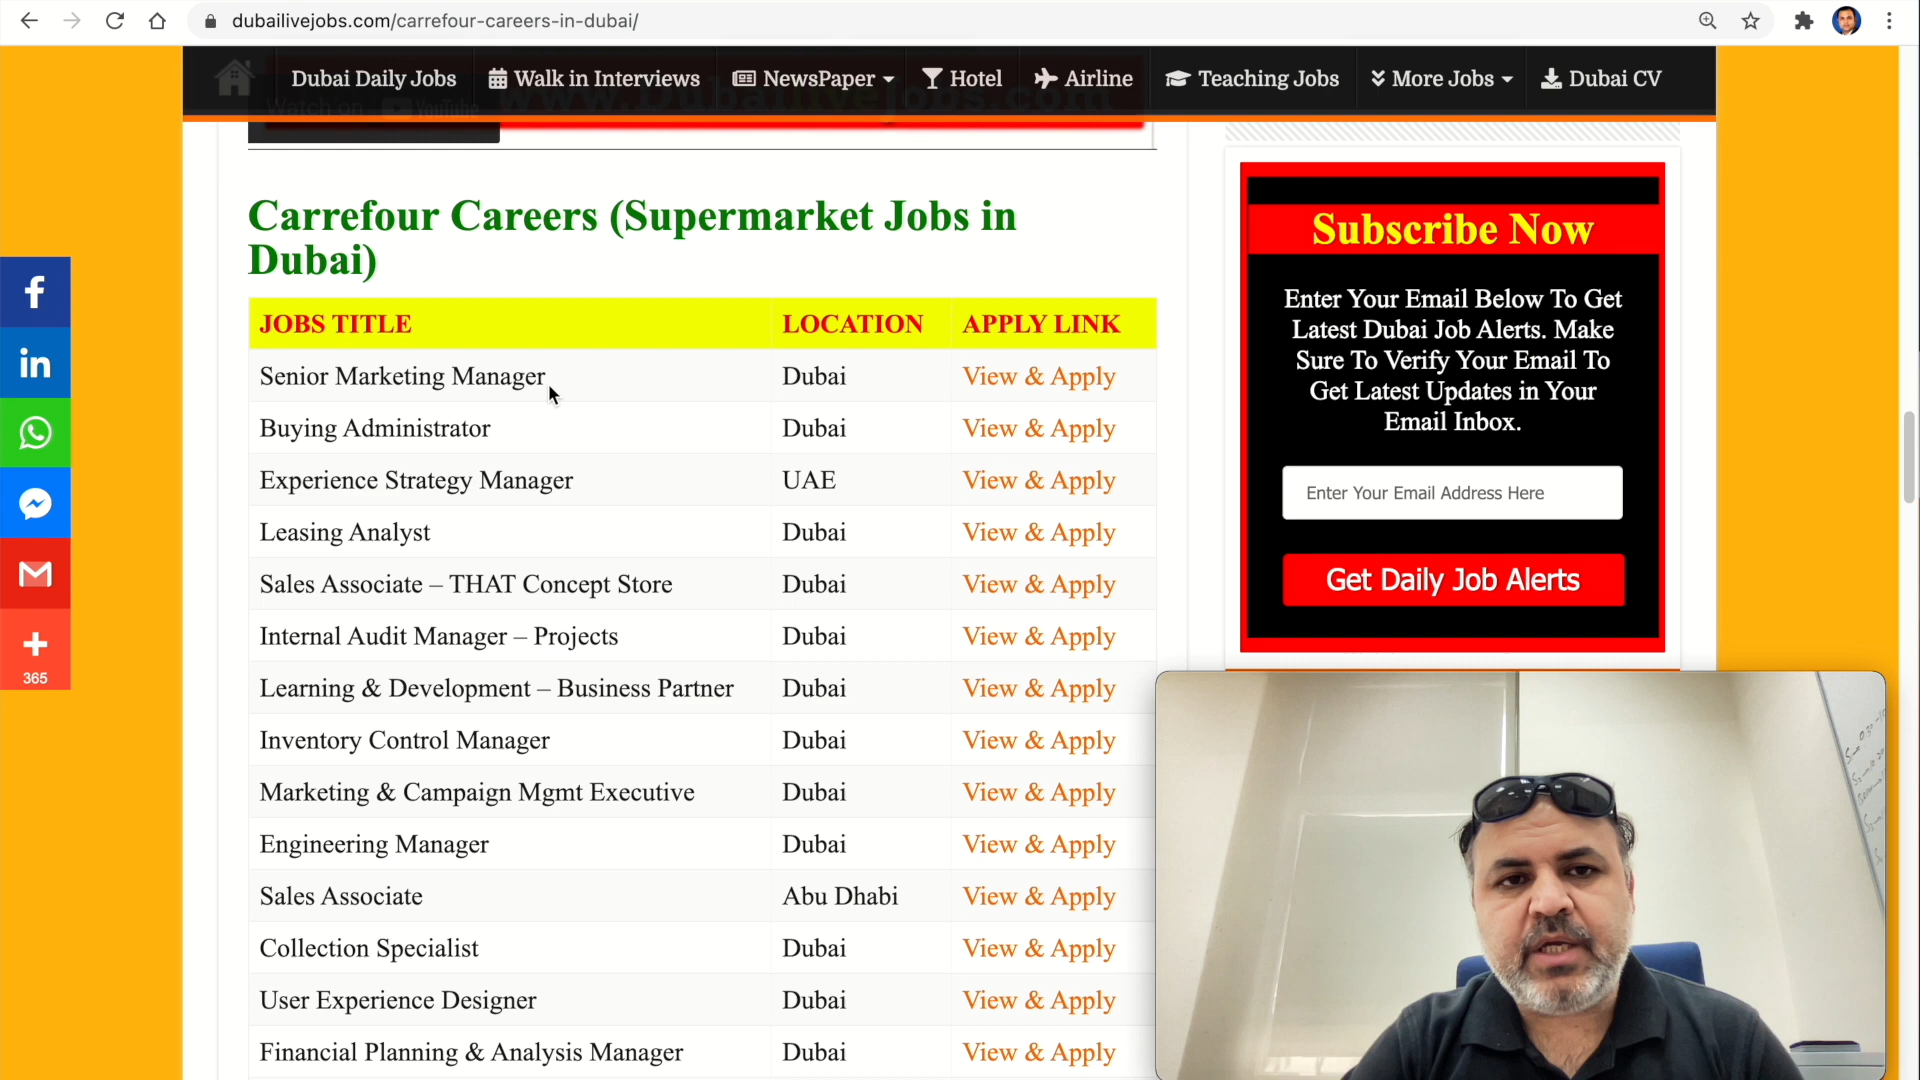 dubailivejobs.com/carrefour-careers-in-dubai/
Dubai Daily Jobs
Walk in Interviews
NewsPaper
Hotel
Airline
Teaching Jobs
More Jobs
Dubai CV
Watch on YouTube
www.Dubailivejobs.com
Carrefour Careers (Supermarket Jobs in
Dubai)
JOBS TITLE LOCATION APPLY LINK
Senior Marketing Manager Dubai View & Apply
Buying Administrator Dubai View & Apply
Experience Strategy Manager UAE View & Apply
Leasing Analyst Dubai View & Apply
Sales Associate – THAT Concept Store Dubai View & Apply
Internal Audit Manager – Projects Dubai View & Apply
Learning & Development – Business Partner Dubai View & Apply
Inventory Control Manager Dubai View & Apply
Marketing & Campaign Mgmt Executive Dubai View & Apply
Engineering Manager Dubai View & Apply
Sales Associate Abu Dhabi View & Apply
Collection Specialist Dubai View & Apply
User Experience Designer Dubai View & Apply
Financial Planning & Analysis Manager Dubai View & Apply
Subscribe Now
Enter Your Email Below To Get
Latest Dubai Job Alerts. Make
Sure To Verify Your Email To
Get Latest Updates in Your
Email Inbox.
Enter Your Email Address Here
Get Daily Job Alerts
f
in
365